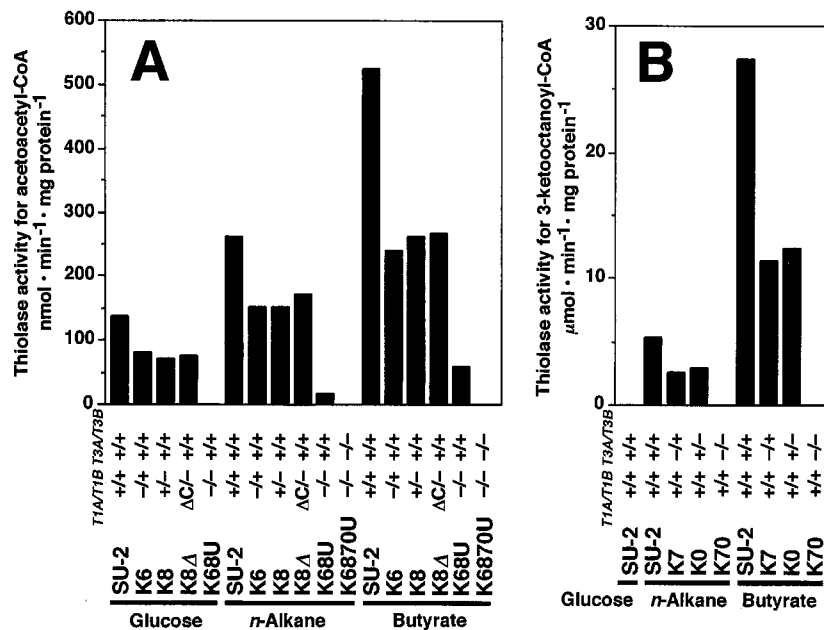 A
Thiolase activity for acetoacetyl-CoA
nmol · min⁻¹ · mg protein⁻¹
600
500
400
300
250
100
0
T1A/T1B T3A/T3B
+/+ +/+
−/+ +/+
+/− +/+
ΔC/− +/+
−/− +/+
+/+ +/+
−/+ +/+
+/− +/+
ΔC/− +/+
−/− +/+
−/− −/−
+/+ +/+
−/+ +/+
+/− +/+
ΔC/− +/+
−/− +/+
−/− −/−
SU-2
K6
K8
K8Δ
K68U
SU-2
K6
K8
K8Δ
K68U
K6870U
SU-2
K6
K8
K8Δ
K68U
K6870U
Glucose
n-Alkane
Butyrate
B
Thiolase activity for 3-ketooctanoyl-CoA
μmol · min⁻¹ · mg protein⁻¹
30
20
10
0
T1A/T1B T3A/T3B
+/+ +/+
+/+ +/+
+/+ −/+
+/+ +/−
+/+ −/−
+/+ +/+
+/+ −/+
+/+ +/−
+/+ −/−
SU-2
SU-2
K7
K0
K70
SU-2
K7
K0
K70
Glucose
n-Alkane
Butyrate